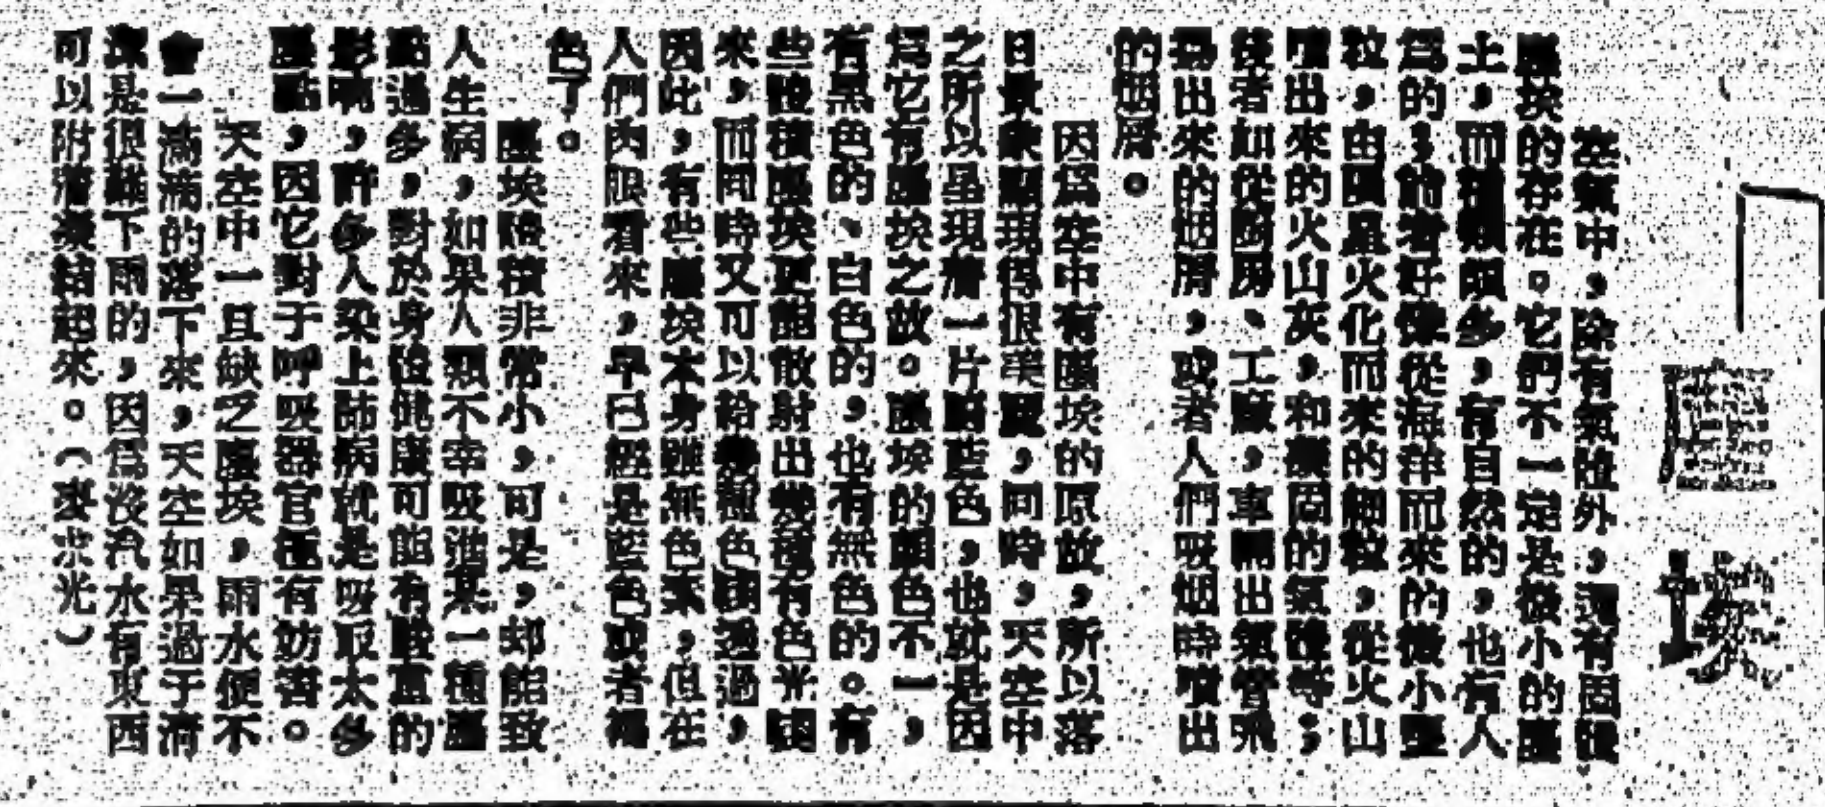 塵埃
空氣中，除有氣體外，還有固體
塵埃的存在。它們不一定是微小的塵
土，而種類頗多，有自然的，也有人
爲的，前者好像從海洋而來的微小鹽
粒，由隕星火化而來的細粒，從火山
噴出來的火山灰，和凝固的氣體等；
後者如從廚房、工廠，車輛出氣管飛
揚出來的烟屑，或者人們吸烟時噴出
的烟屑。
因爲空中有塵埃的原故，所以落
日景象顯現得很美麗，同時，天空中
之所以呈現着一片蔚藍色，也就是因
爲它有塵埃之故。塵埃的顏色不一，
有黑色的、白色的，也有無色的。有
些體積塵埃更能散射出幾種有色光
來，而同時又可以給幾種色透過，
因此，有些塵埃本身雖無色素，但在
人們肉眼看來，早已經是藍色或者褐
色了。
塵埃體積非常小，可是，却能致
人生病，如果人類不幸吸進某一種塵
點過多，對於身體健康可能有嚴重的
影响，許多人染上肺病就是吸取太多
塵點，因它對于呼吸器官極有妨害。
天空中一旦缺乏塵埃，雨水便不
會一滴滴的落下來，天空如果過于清
潔是很難下雨的，因爲沒汽水有東西
可以附着凝結起來。（光）